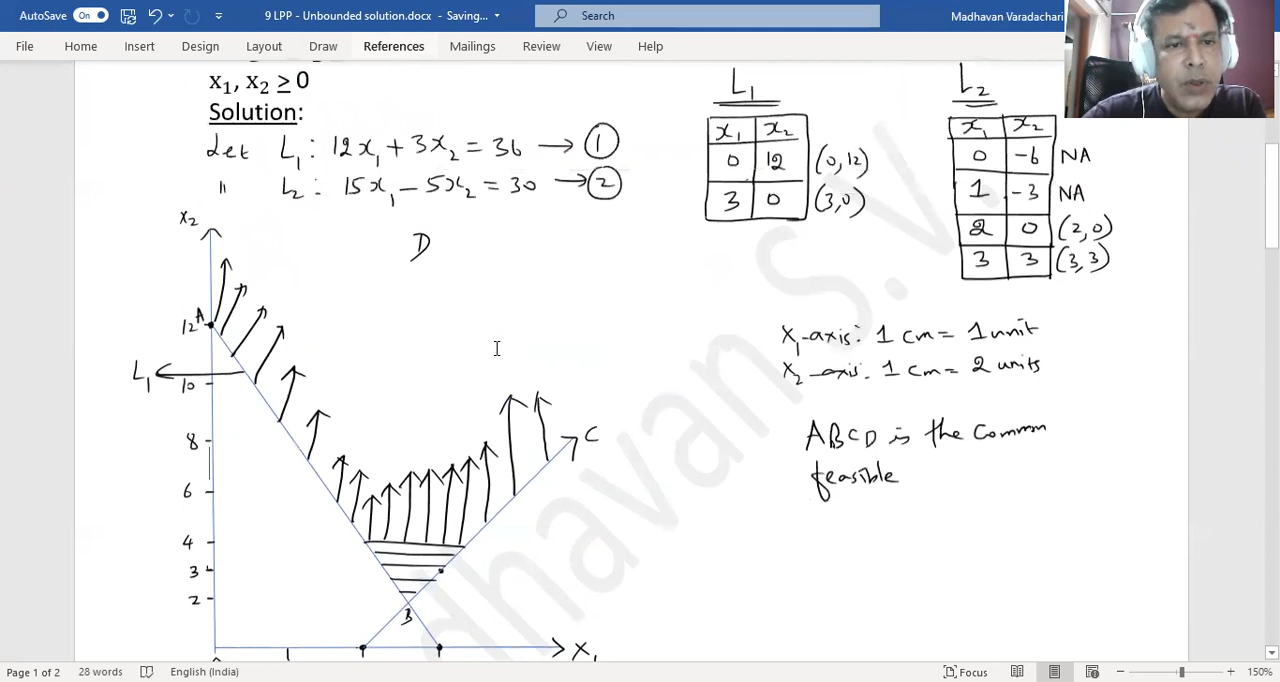 AutoSave On 9 LPP - Unbounded solution.docx - Saving... Search Madhavan Varadachari
File Home Insert Design Layout Draw References Mailings Review View Help
x₁, x₂ ≥ 0
Solution:
Let L₁ : 12x₁ + 3x₂ = 36 → ①
" L₂ : 15x₁ - 5x₂ = 30 → ②
L₁
x₁ x₂
0 12 (0,12)
3 0 (3,0)
L₂
x₁ x₂
0 -6 NA
1 -3 NA
2 0 (2,0)
3 3 (3,3)
x₁-axis: 1 cm = 1 unit
x₂-axis: 1 cm = 2 units
ABCD is the common
feasible
x₂
D
12 A
L₁
10
8
C
6
4
3
2
B
x₁
Madhavan S.V.
Page 1 of 2 28 words English (India) Focus 150%